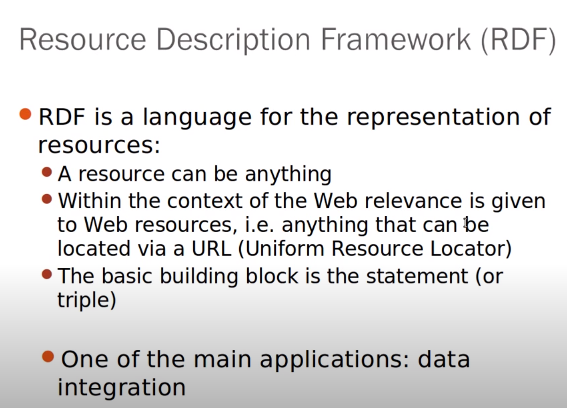 Resource Description Framework (RDF)
RDF is a language for the representation of
resources:
A resource can be anything
Within the context of the Web relevance is given
to Web resources, i.e. anything that can be
located via a URL (Uniform Resource Locator)
The basic building block is the statement (or
triple)
One of the main applications: data
integration